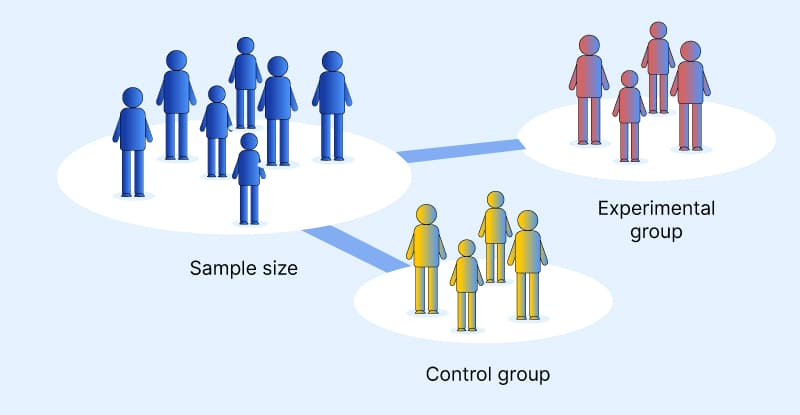 Experimental
group
Sample size
Control group